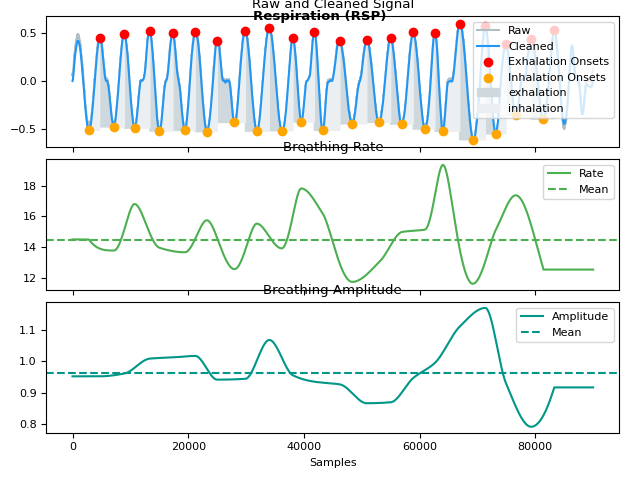 Raw and Cleaned Signal
Respiration (RSP)
0.5
0.0
−0.5
Raw
Cleaned
Exhalation Onsets
Inhalation Onsets
exhalation
inhalation
Breathing Rate
18
16
14
12
Rate
Mean
Breathing Amplitude
1.1
1.0
0.9
0.8
Amplitude
Mean
0
20000
40000
60000
80000
Samples